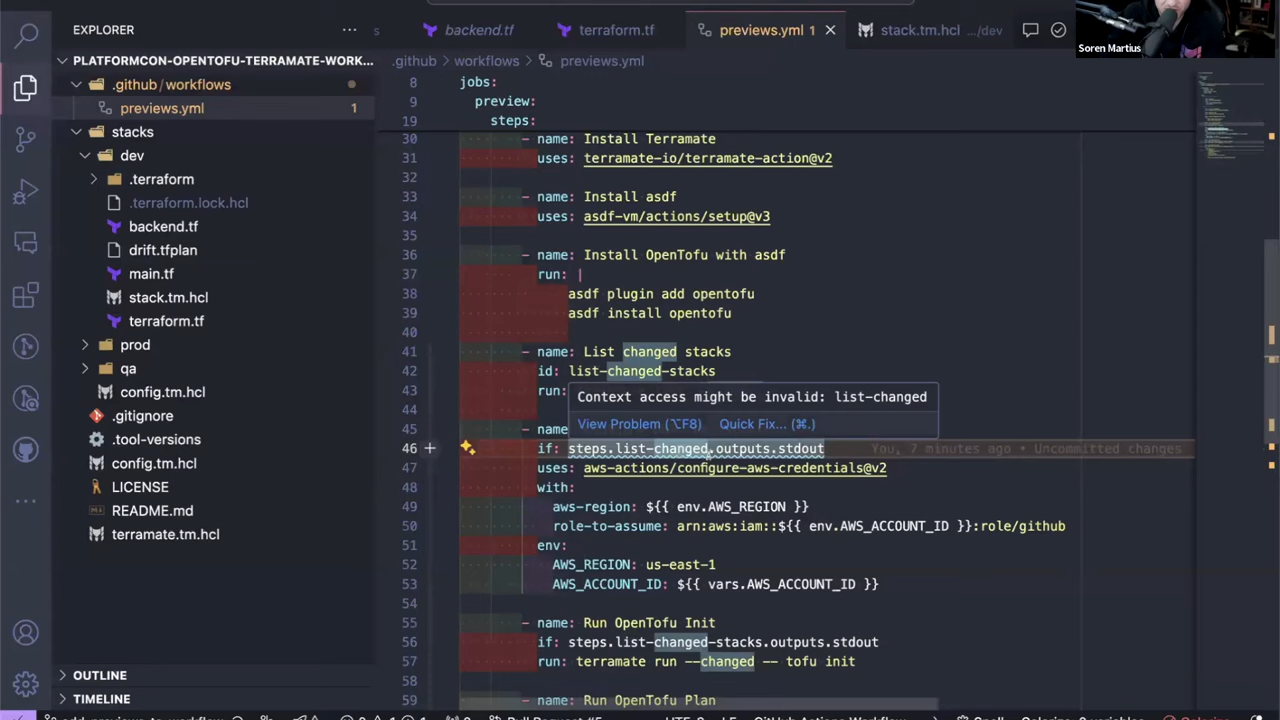 Soren Martius
EXPLORER
s
backend.tf
terraform.tf
previews.yml 1
stack.tm.hcl .../dev
PLATFORMCON-OPENTOFU-TERRAMATE-WORK...
.github/workflows
previews.yml
1
stacks
dev
.terraform
.terraform.lock.hcl
backend.tf
drift.tfplan
main.tf
stack.tm.hcl
terraform.tf
prod
qa
config.tm.hcl
.gitignore
.tool-versions
config.tm.hcl
LICENSE
README.md
terramate.tm.hcl
OUTLINE
TIMELINE
.github > workflows > previews.yml
8 jobs:
9 preview:
19 steps:
30 - name: Install Terramate
31 uses: terramate-io/terramate-action@v2
32
33 - name: Install asdf
34 uses: asdf-vm/actions/setup@v3
35
36 - name: Install OpenTofu with asdf
37 run: |
38 asdf plugin add opentofu
39 asdf install opentofu
40
41 - name: List changed stacks
42 id: list-changed-stacks
43 run:
Context access might be invalid: list-changed
View Problem (⌥F8) Quick Fix... (⌘.)
44
45 - name
46 if: steps.list-changed.outputs.stdout You, 7 minutes ago • Uncommitted changes
47 uses: aws-actions/configure-aws-credentials@v2
48 with:
49 aws-region: ${{ env.AWS_REGION }}
50 role-to-assume: arn:aws:iam::${{ env.AWS_ACCOUNT_ID }}:role/github
51 env:
52 AWS_REGION: us-east-1
53 AWS_ACCOUNT_ID: ${{ vars.AWS_ACCOUNT_ID }}
54
55 - name: Run OpenTofu Init
56 if: steps.list-changed-stacks.outputs.stdout
57 run: terramate run --changed -- tofu init
58
59 - name: Run OpenTofu Plan